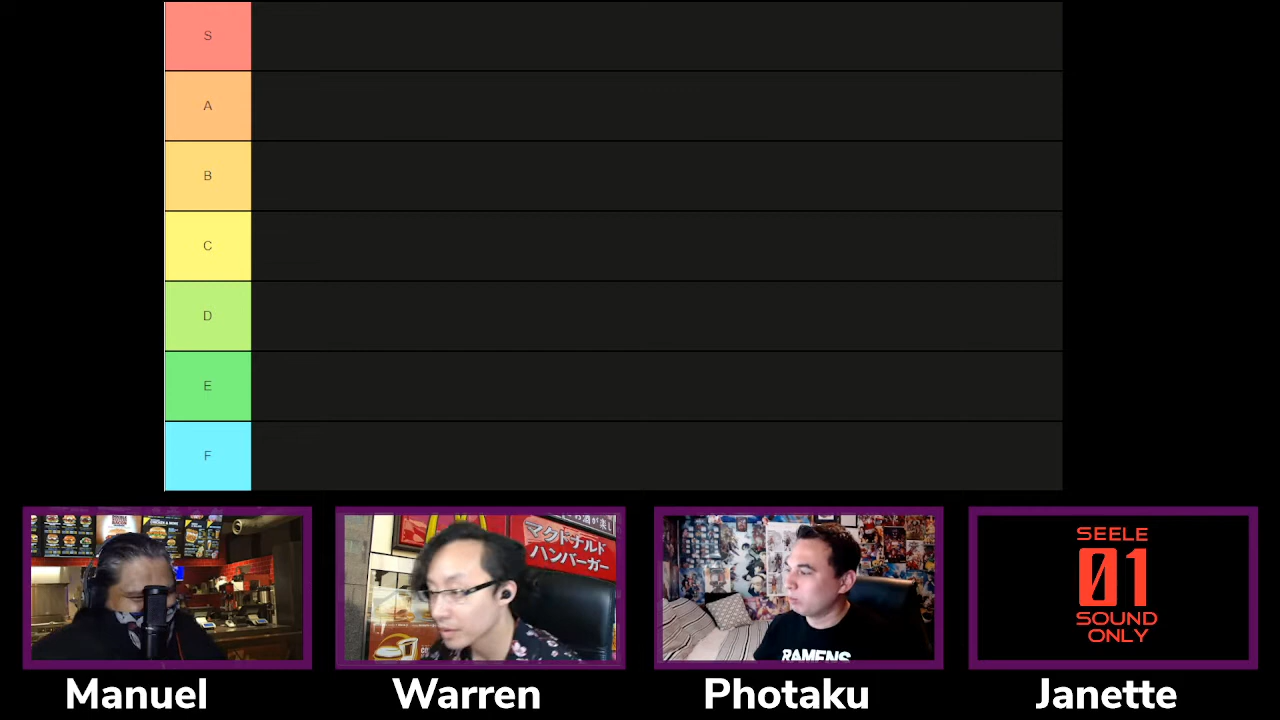 S
A
B
C
D
E
F
マクドナルド
ハンバーガー
RAMENS
SEELE
01
SOUND
ONLY
Manuel
Warren
Photaku
Janette